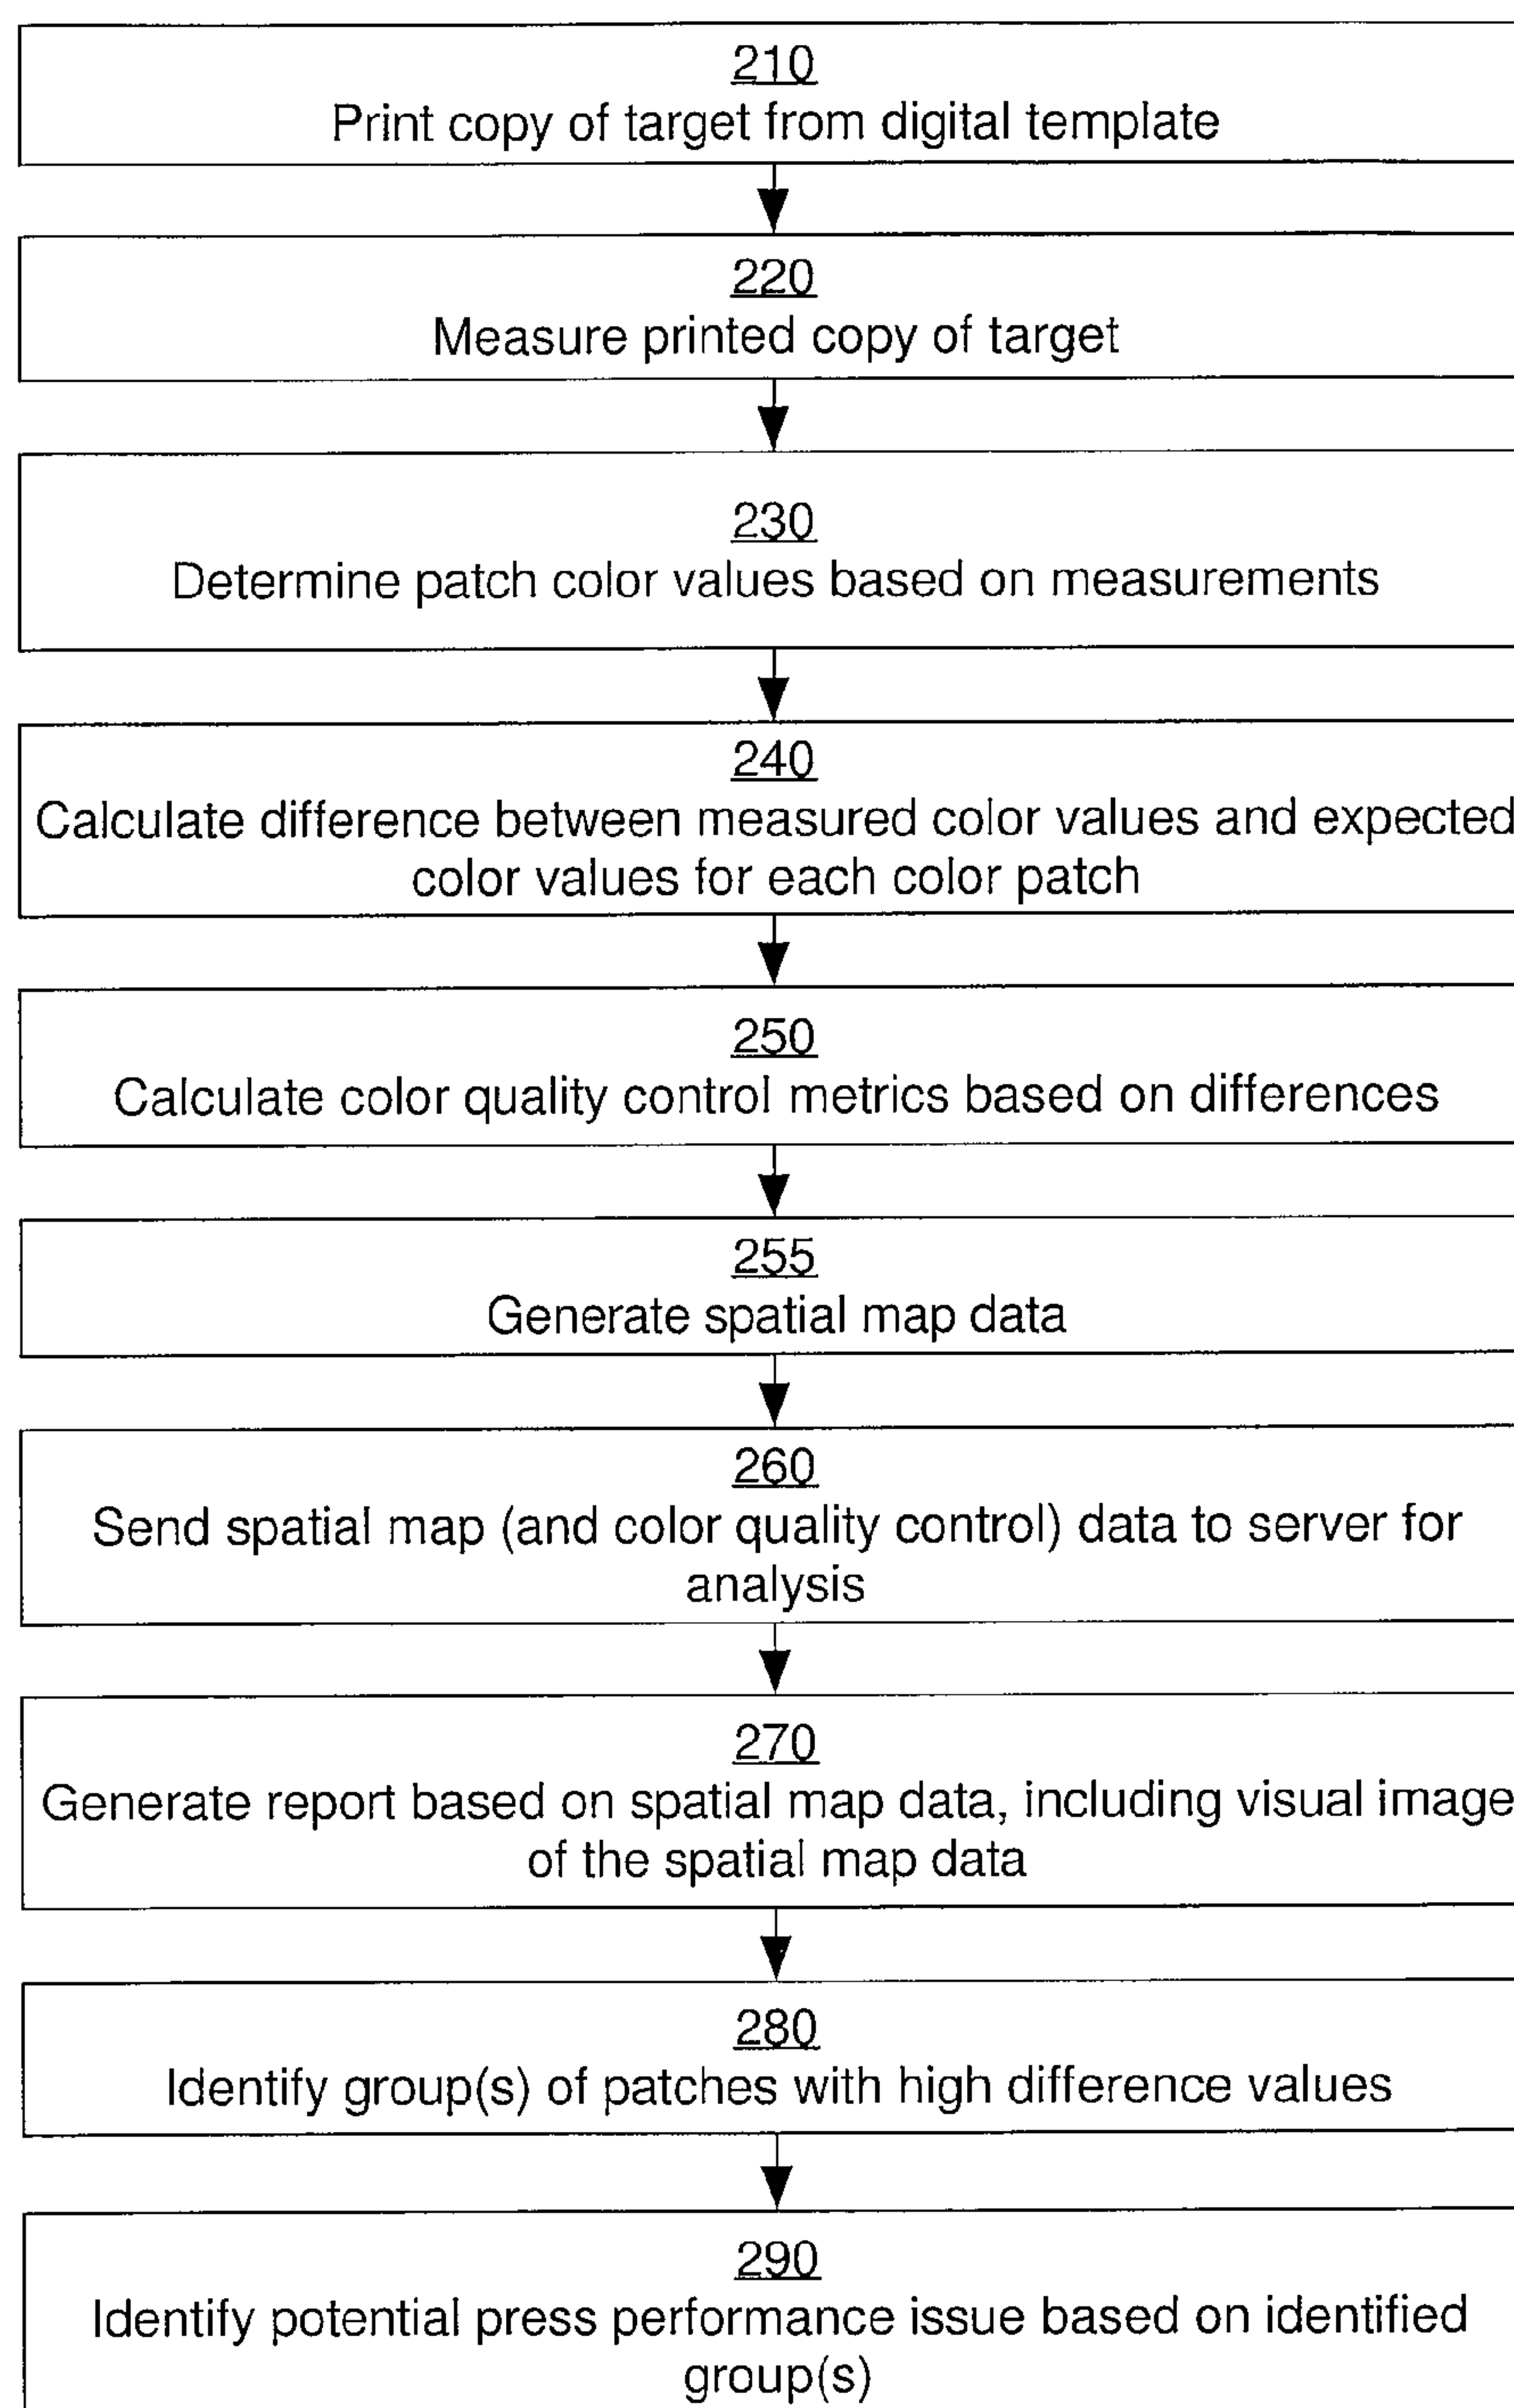 210
Print copy of target from digital template
220
Measure printed copy of target
230
Determine patch color values based on measurements
240
Calculate difference between measured color values and expected
color values for each color patch
250
Calculate color quality control metrics based on differences
255
Generate spatial map data
260
Send spatial map (and color quality control) data to server for
analysis
270
Generate report based on spatial map data, including visual image
of the spatial map data
280
Identify group(s) of patches with high difference values
290
Identify potential press performance issue based on identified
group(s)